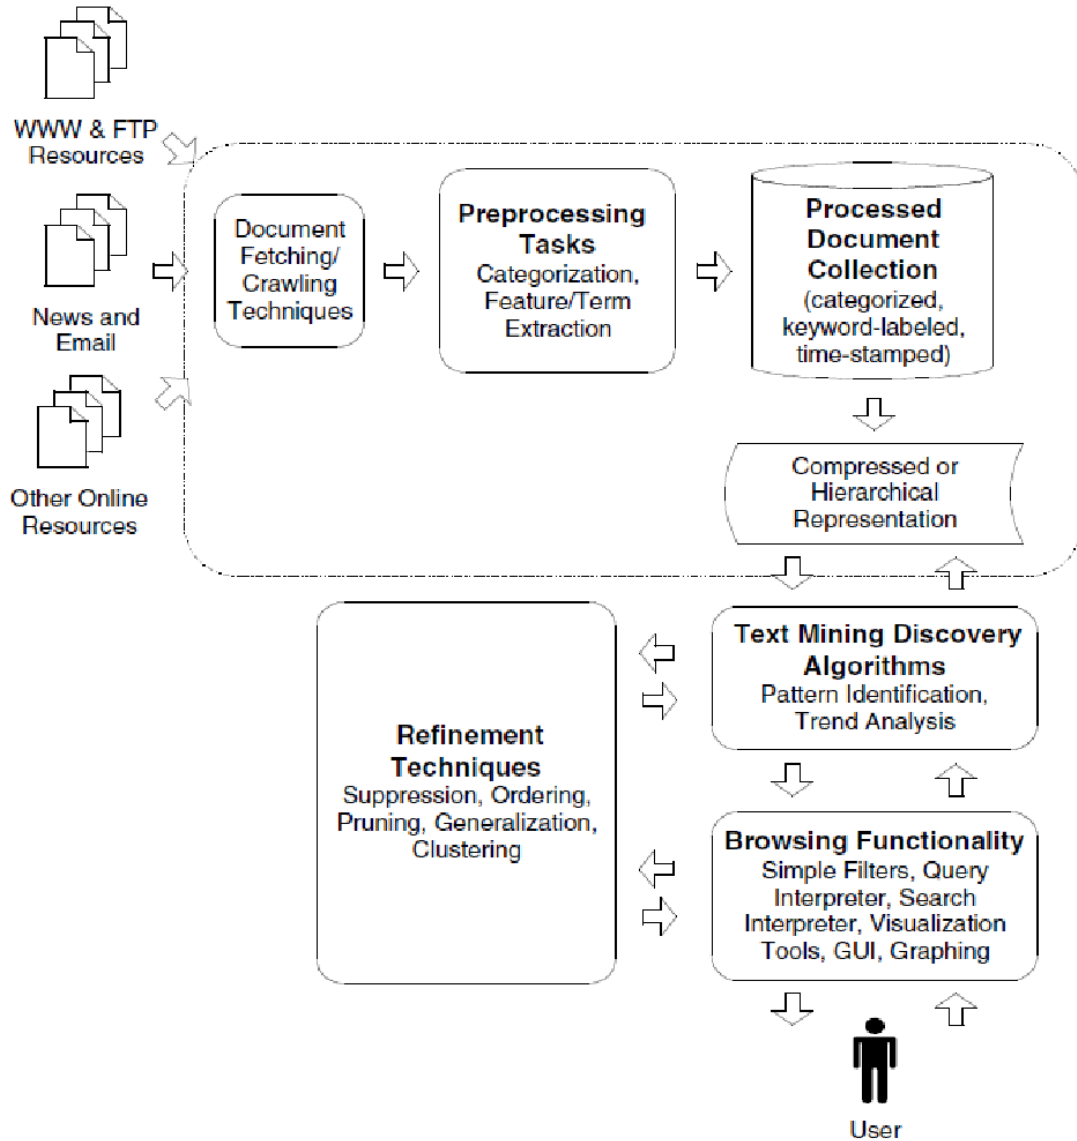 WWW & FTP
Resources
News and
Email
Other Online
Resources
Document
Fetching/
Crawling
Techniques
Preprocessing
Tasks
Categorization,
Feature/Term
Extraction
Processed
Document
Collection
(categorized,
keyword-labeled,
time-stamped)
Compressed or
Hierarchical
Representation
Text Mining Discovery
Algorithms
Pattern Identification,
Trend Analysis
Refinement
Techniques
Suppression, Ordering,
Pruning, Generalization,
Clustering
Browsing Functionality
Simple Filters, Query
Interpreter, Search
Interpreter, Visualization
Tools, GUI, Graphing
User